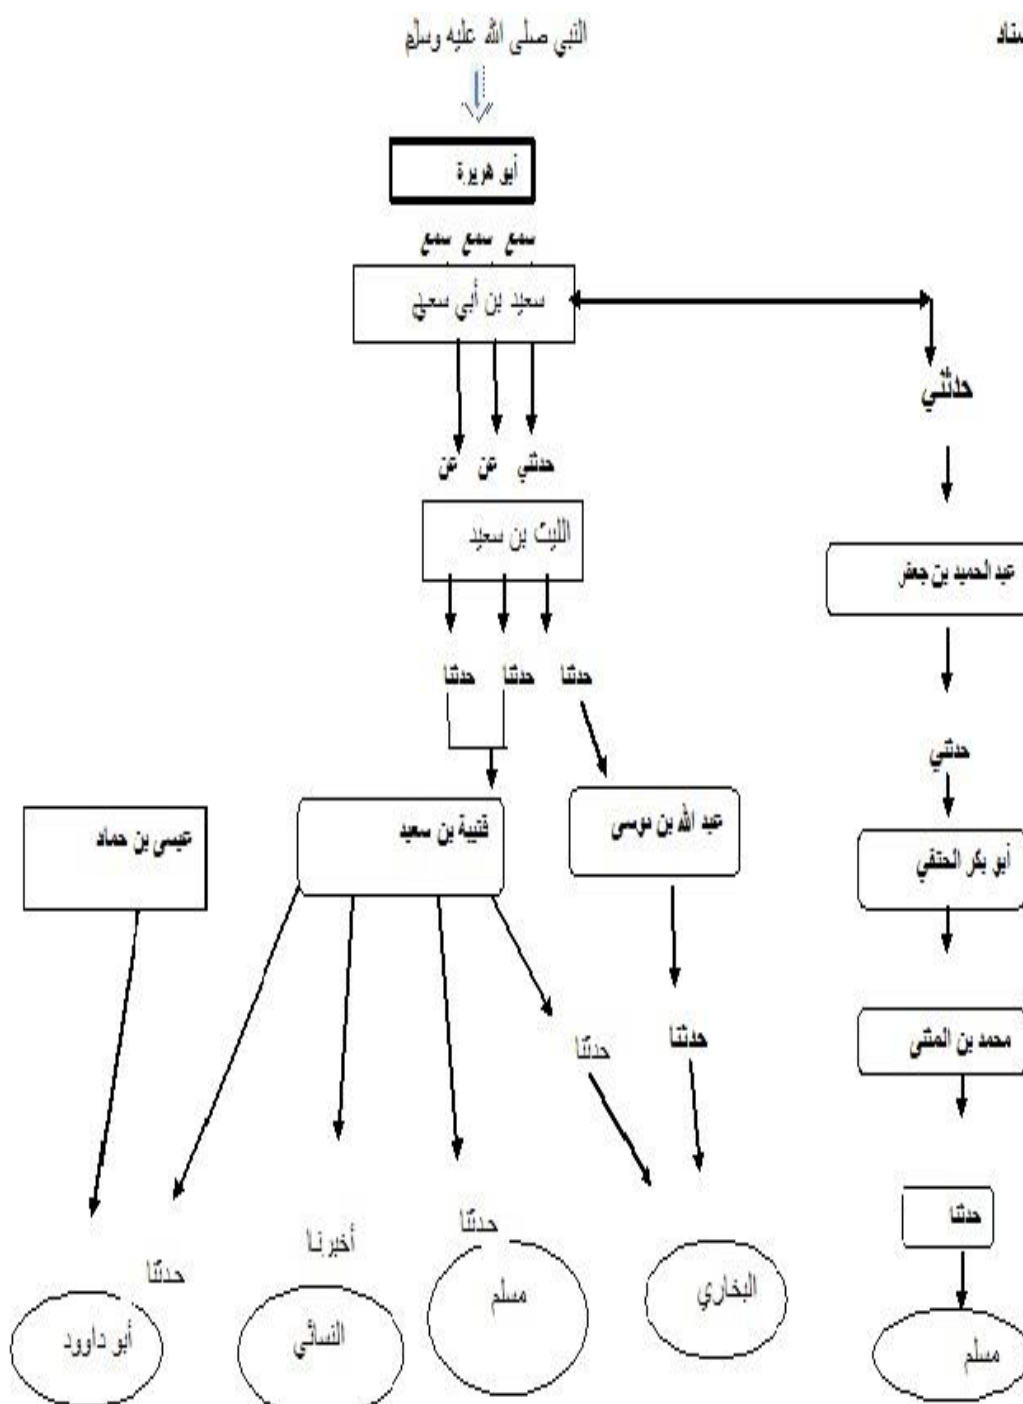 النبي صلى الله عليه وسلم
أبو هريرة
سمع سمع سمع
سعيد بن أبي سعيد
حدثني
حدثني عن عن
الليث بن سعيد
عبد الحميد بن جعفر
حدثنا حدثنا حدثنا
حدثني
عبد الله بن موسى
قتيبة بن سعيد
عيسى بن حماد
أبو بكر الحنفي
محمد بن المثنى
حدثنا
حدثنا
حدثنا
حدثنا
أخبرنا
حدثنا
البخاري
مسلم
النسائي
أبو داوود
مسلم